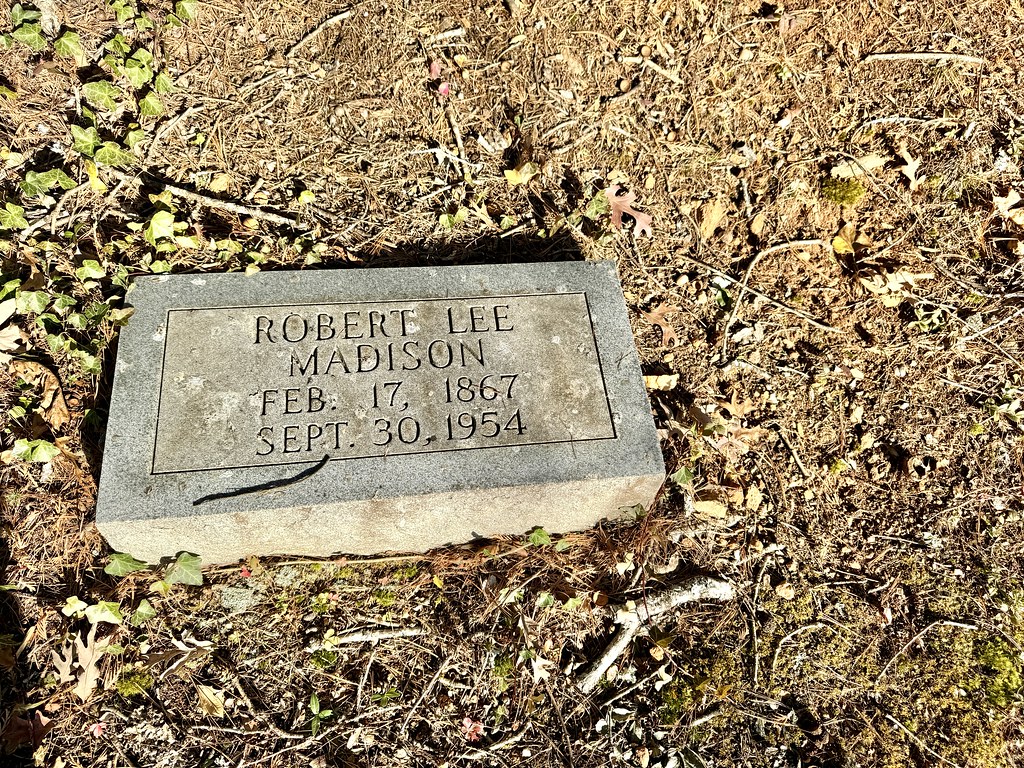 ROBERT LEE
MADISON
FEB. 17, 1867
SEPT. 30, 1954